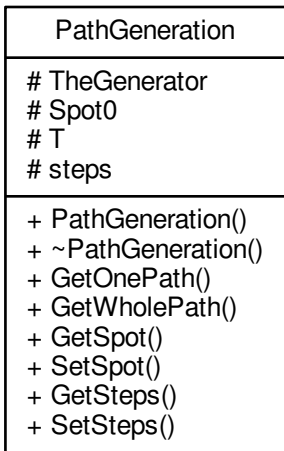 PathGeneration
# TheGenerator
# Spot0
# T
# steps
+ PathGeneration()
+ ~PathGeneration()
+ GetOnePath()
+ GetWholePath()
+ GetSpot()
+ SetSpot()
+ GetSteps()
+ SetSteps()